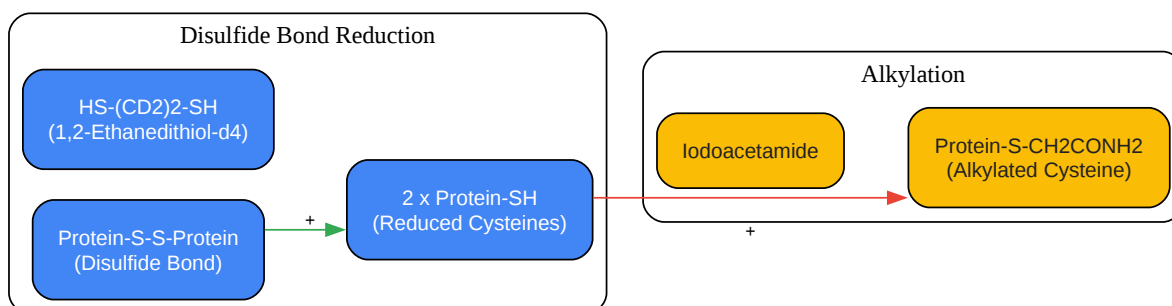 Disulfide Bond Reduction
HS-(CD2)2-SH
(1,2-Ethanedithiol-d4)
Protein-S-S-Protein
(Disulfide Bond)
+
2 x Protein-SH
(Reduced Cysteines)
Alkylation
Iodoacetamide
Protein-S-CH2CONH2
(Alkylated Cysteine)
+